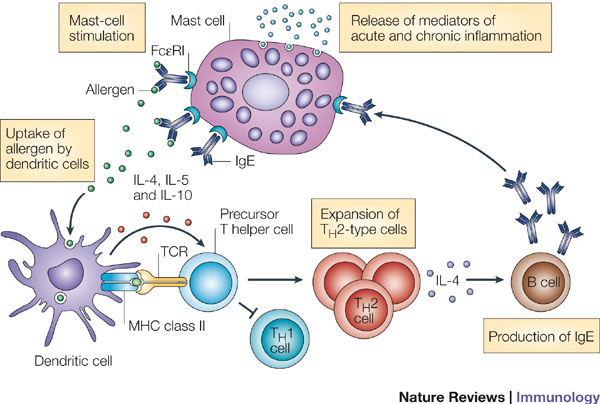 Mast-cell
stimulation
Mast cell
Release of mediators of
acute and chronic inflammation
FcεRI
Allergen
Uptake of
allergen by
dendritic cells
IgE
IL-4, IL-5
and IL-10
Precursor
T helper cell
Expansion of
TH2-type cells
TCR
IL-4
B cell
TH2
cell
MHC class II
TH1
cell
Production of IgE
Dendritic cell
Nature Reviews | Immunology